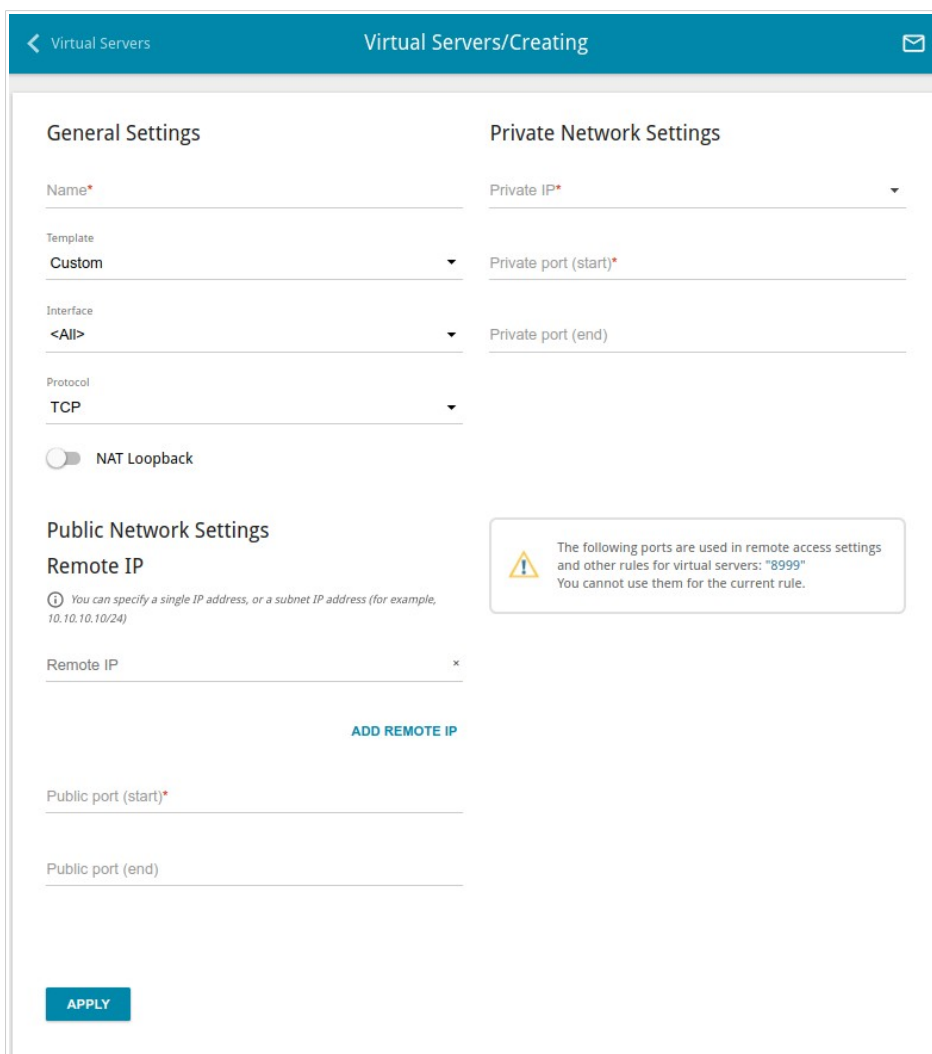 Virtual Servers
Virtual Servers/Creating
General Settings
Name*
Template
Custom
Interface
<All>
Protocol
TCP
NAT Loopback
Private Network Settings
Private IP*
Private port (start)*
Private port (end)
Public Network Settings
Remote IP
You can specify a single IP address, or a subnet IP address (for example,
10.10.10.10/24)
Remote IP
×
ADD REMOTE IP
Public port (start)*
Public port (end)
The following ports are used in remote access settings
and other rules for virtual servers: "8999"
You cannot use them for the current rule.
APPLY